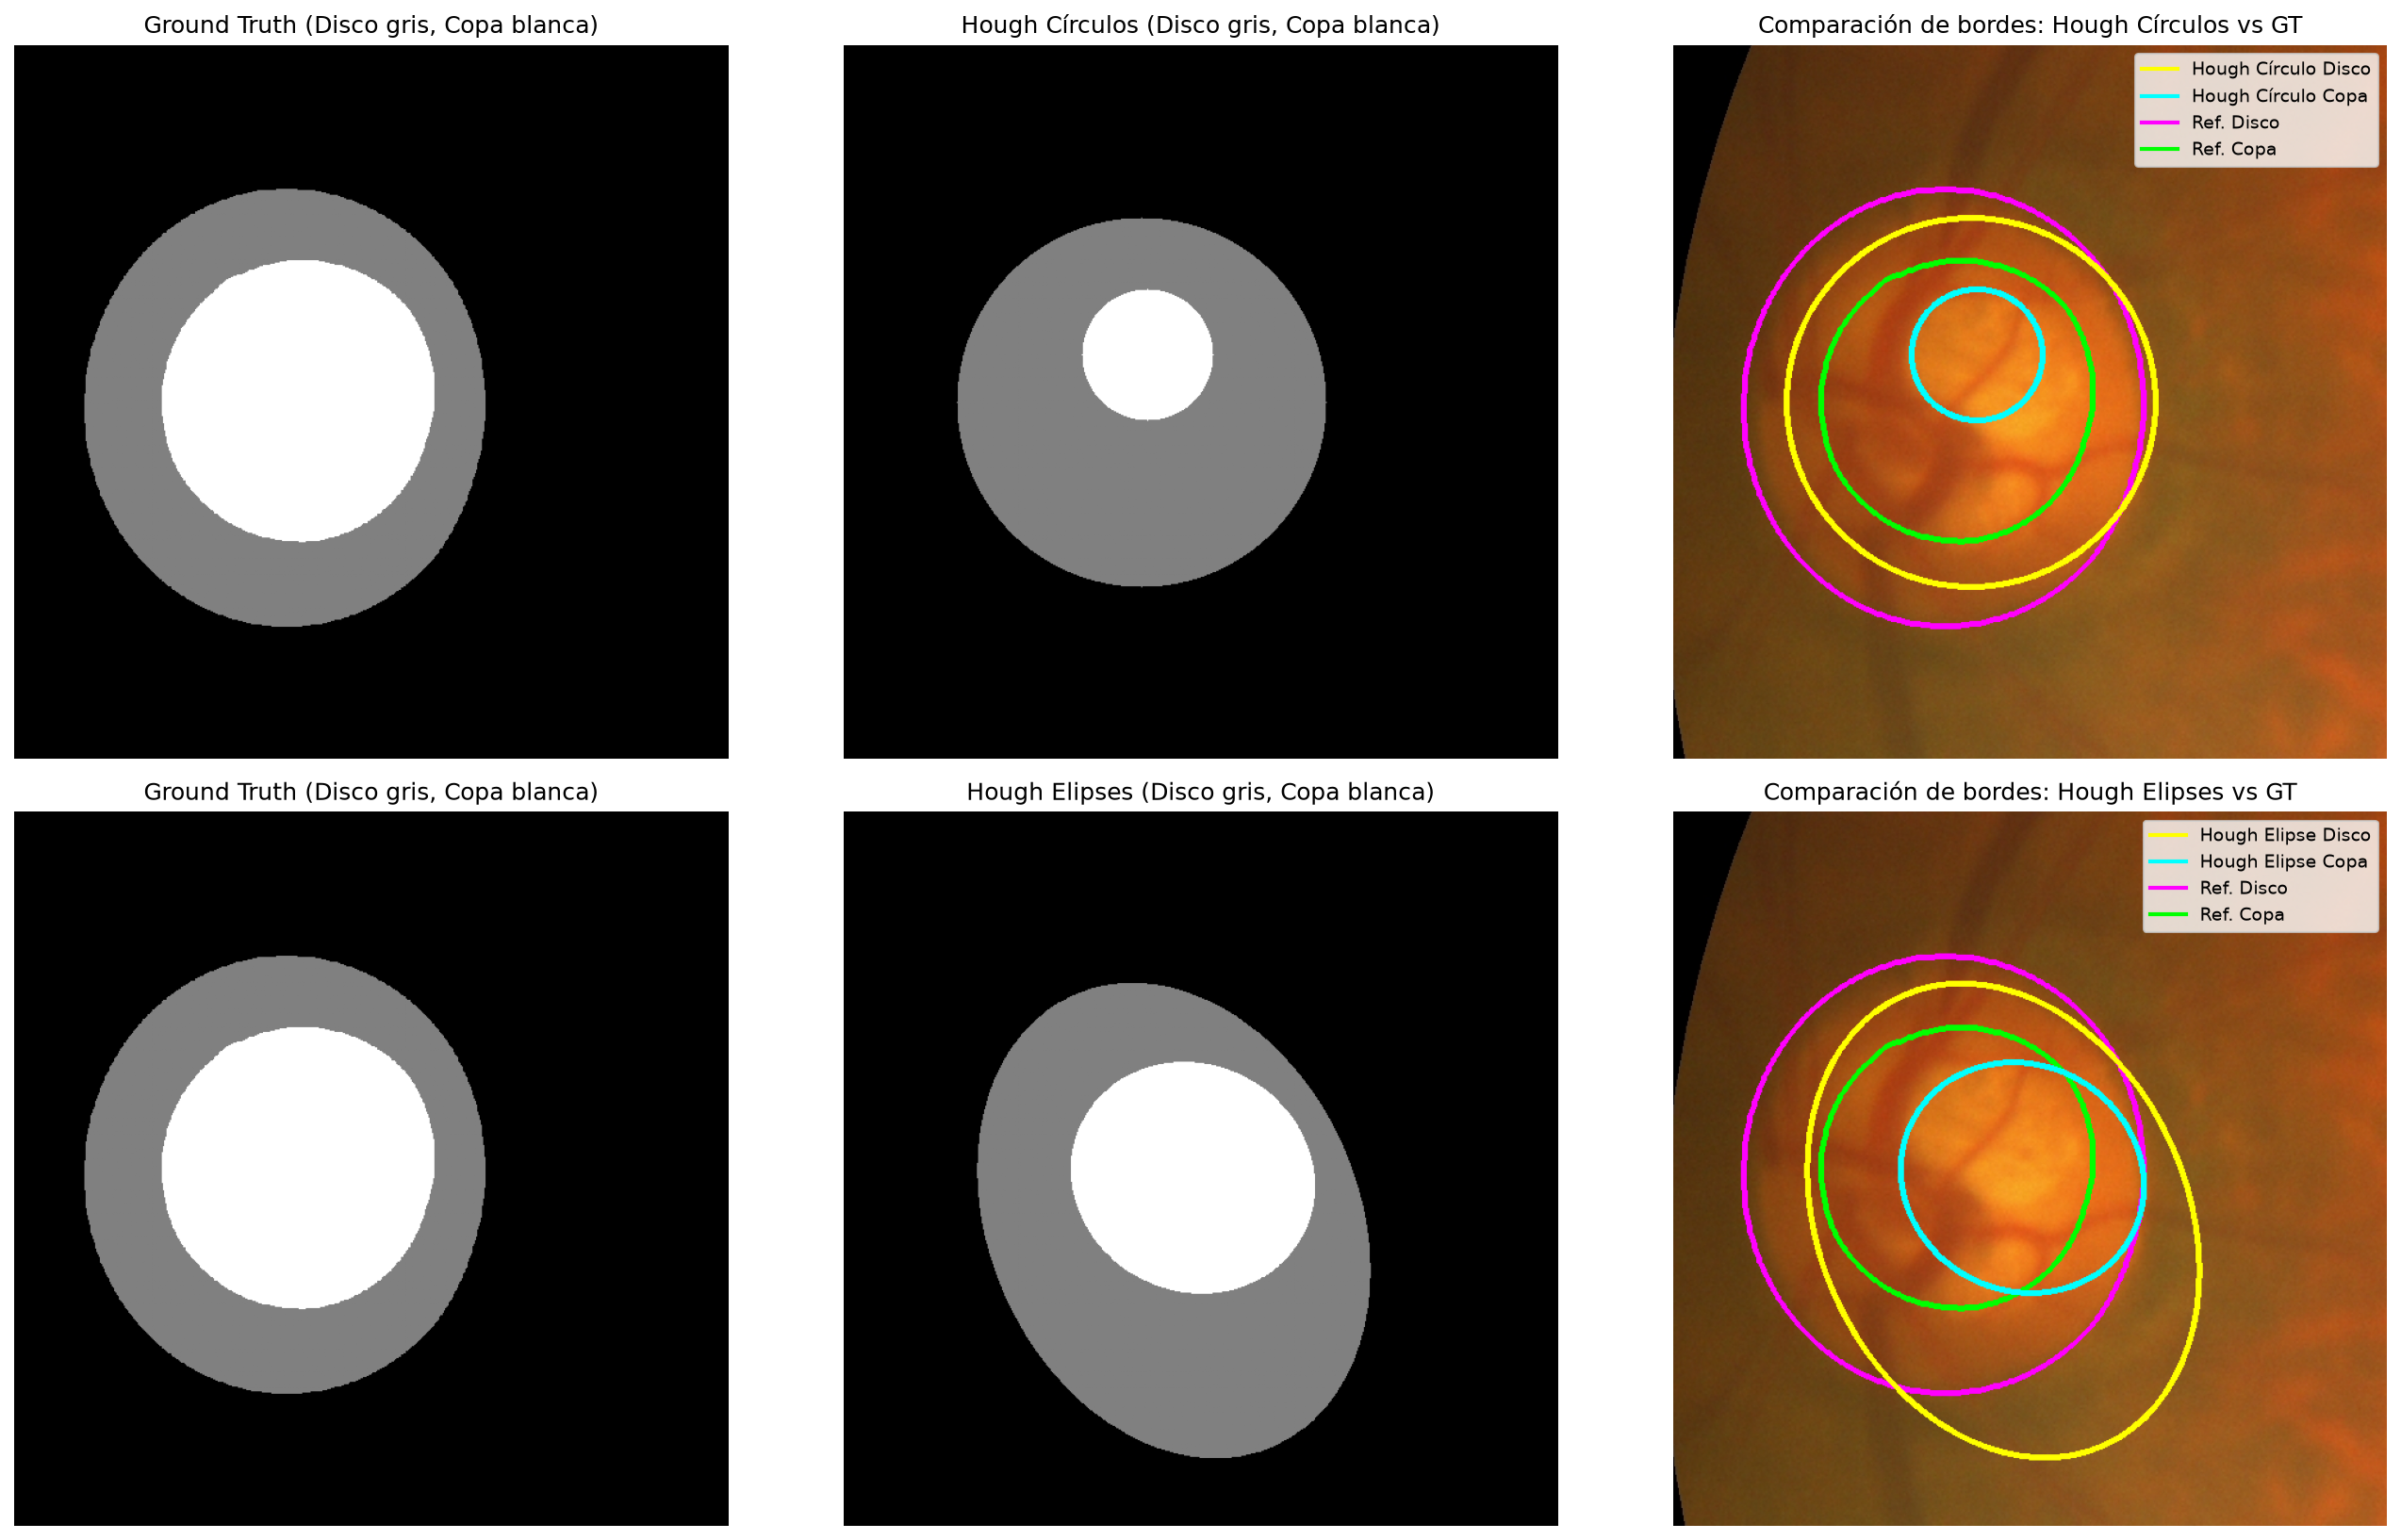 Ground Truth (Disco gris, Copa blanca)
Hough Círculos (Disco gris, Copa blanca)
Comparación de bordes: Hough Círculos vs GT
Hough Círculo Disco
Hough Círculo Copa
Ref. Disco
Ref. Copa
Ground Truth (Disco gris, Copa blanca)
Hough Elipses (Disco gris, Copa blanca)
Comparación de bordes: Hough Elipses vs GT
Hough Elipse Disco
Hough Elipse Copa
Ref. Disco
Ref. Copa